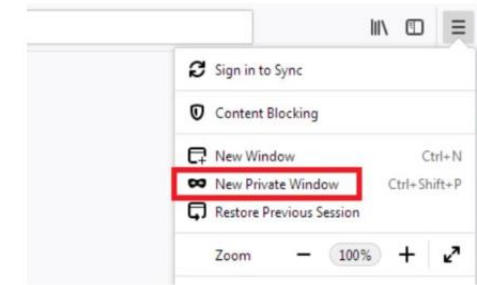 Sign in to Sync
Content Blocking
New Window Ctrl+N
New Private Window Ctrl+Shift+P
Restore Previous Session
Zoom − 100% +